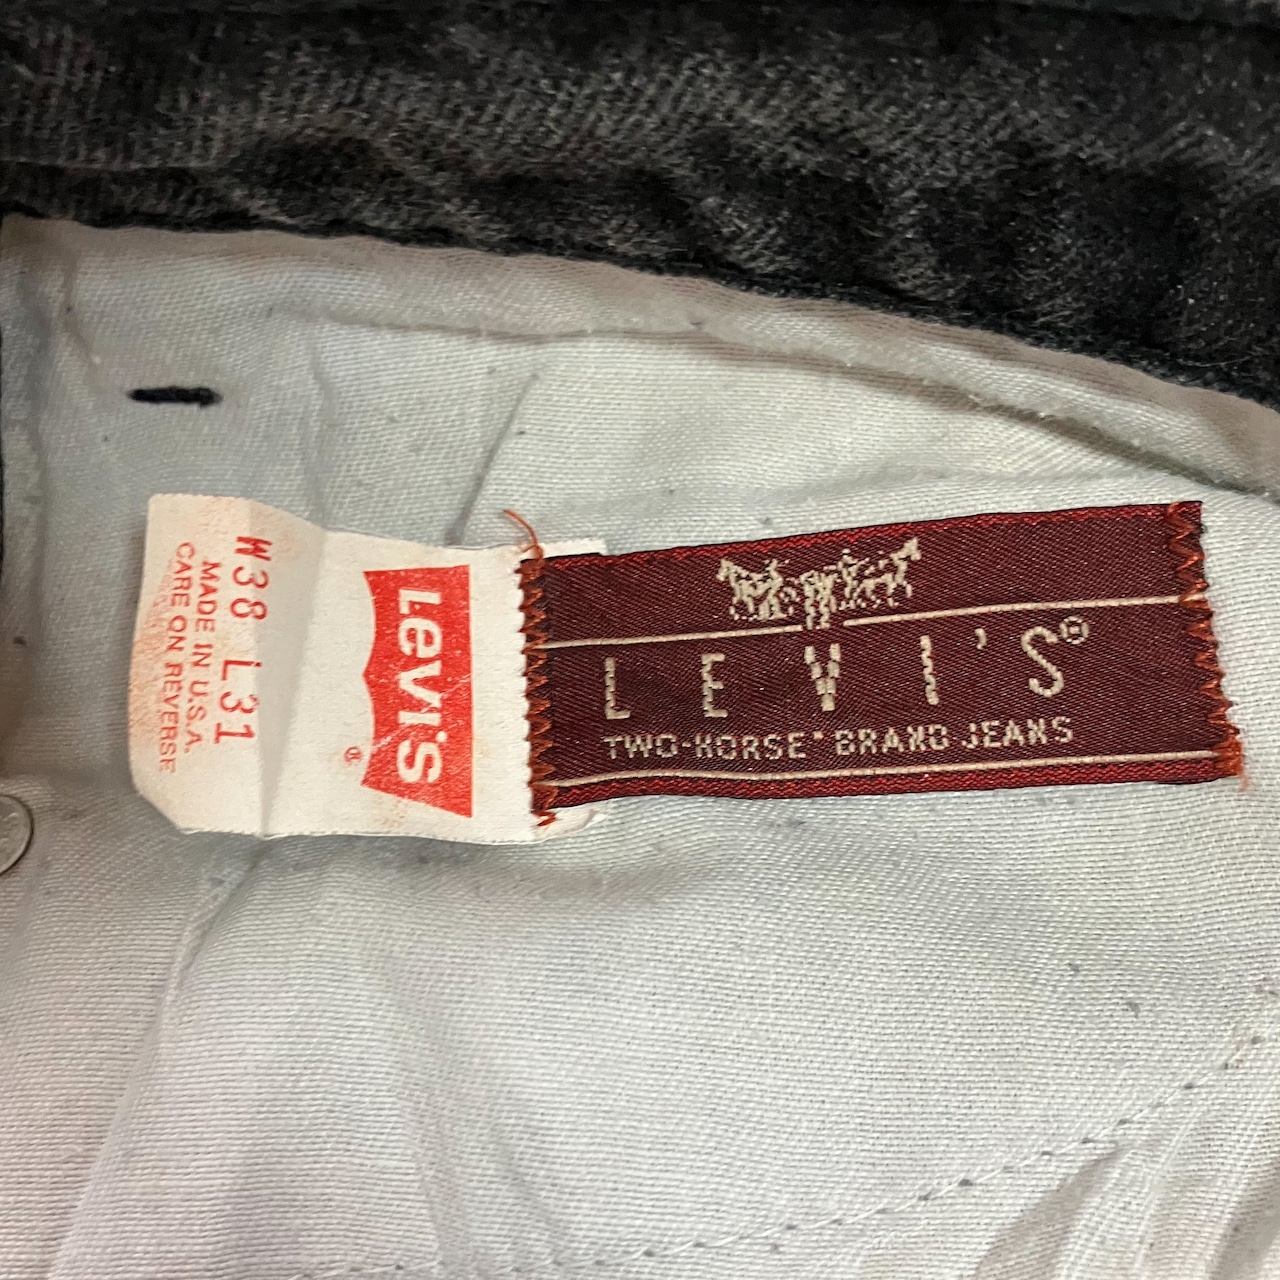 W38 L31
MADE IN U.S.A.
CARE ON REVERSE
Levi's
®
LEVI'S®
TWO-HORSE® BRAND JEANS